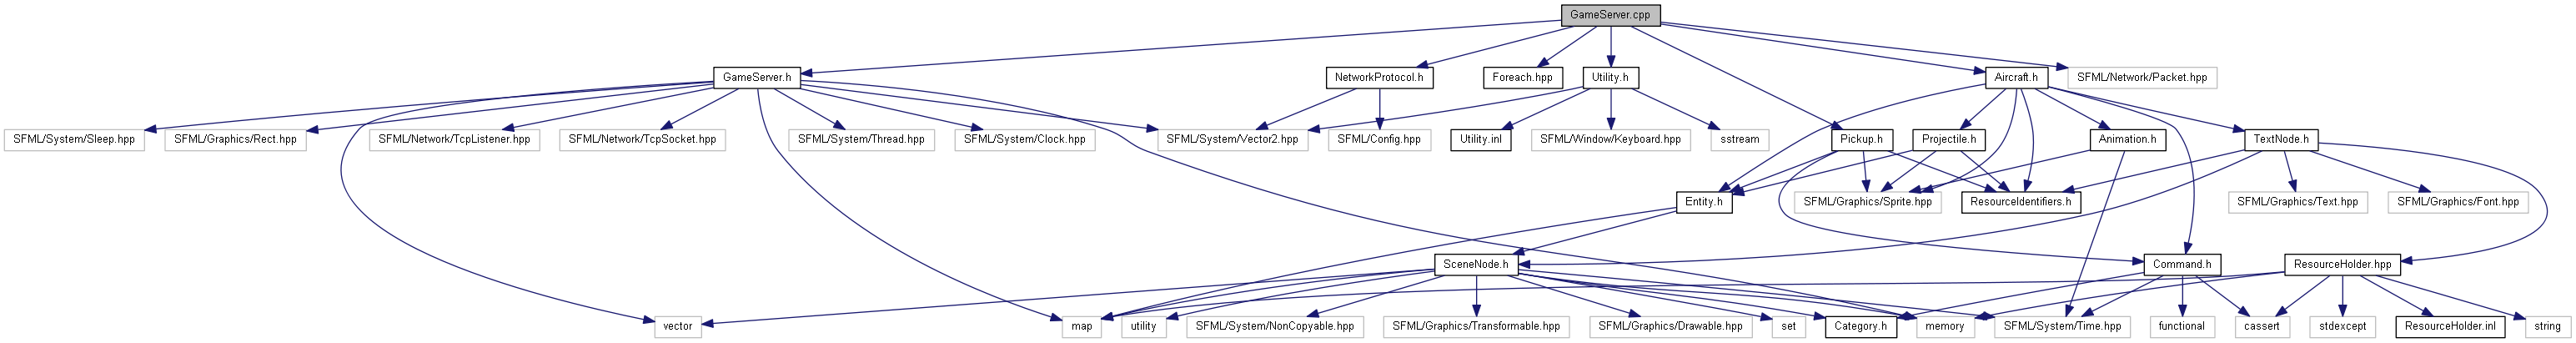 GameServer.cpp
GameServer.h
NetworkProtocol.h
Foreach.hpp
Utility.h
Aircraft.h
SFML/Network/Packet.hpp
SFML/System/Sleep.hpp
SFML/Graphics/Rect.hpp
SFML/Network/TcpListener.hpp
SFML/Network/TcpSocket.hpp
SFML/System/Thread.hpp
SFML/System/Clock.hpp
SFML/System/Vector2.hpp
SFML/Config.hpp
Utility.inl
SFML/Window/Keyboard.hpp
sstream
Pickup.h
Projectile.h
Animation.h
TextNode.h
Entity.h
SFML/Graphics/Sprite.hpp
ResourceIdentifiers.h
SFML/Graphics/Text.hpp
SFML/Graphics/Font.hpp
SceneNode.h
Command.h
ResourceHolder.hpp
vector
map
utility
SFML/System/NonCopyable.hpp
SFML/Graphics/Transformable.hpp
SFML/Graphics/Drawable.hpp
set
Category.h
memory
SFML/System/Time.hpp
functional
cassert
stdexcept
ResourceHolder.inl
string